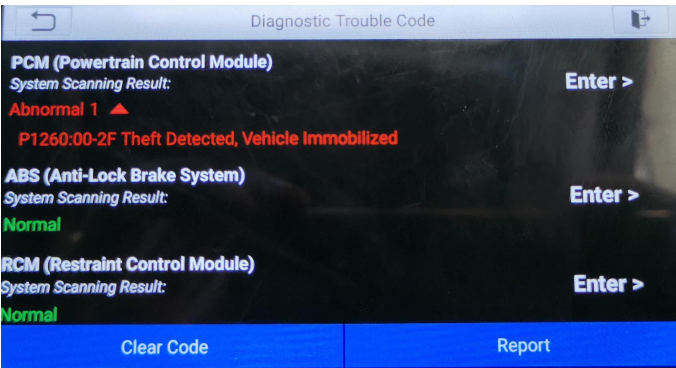 Diagnostic Trouble Code
PCM (Powertrain Control Module)
System Scanning Result:
Enter >
Abnormal 1
P1260:00-2F Theft Detected, Vehicle Immobilized
ABS (Anti-Lock Brake System)
System Scanning Result:
Enter >
Normal
RCM (Restraint Control Module)
System Scanning Result:
Enter >
Normal
Clear Code
Report